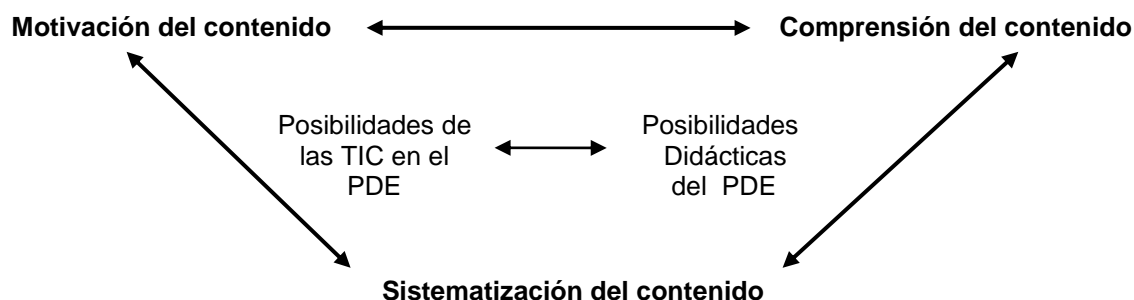 Motivación del contenido
Comprensión del contenido
Posibilidades de
las TIC en el
PDE
Posibilidades
Didácticas
del PDE
Sistematización del contenido